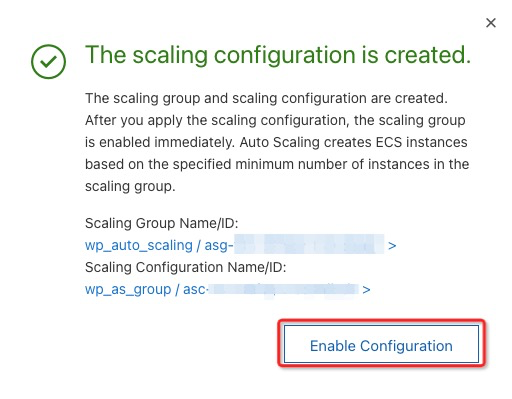 The scaling configuration is created.
The scaling group and scaling configuration are created.
After you apply the scaling configuration, the scaling group
is enabled immediately. Auto Scaling creates ECS instances
based on the specified minimum number of instances in the
scaling group.
Scaling Group Name/ID:
wp_auto_scaling / asg- >
Scaling Configuration Name/ID:
wp_as_group / asc- >
Enable Configuration